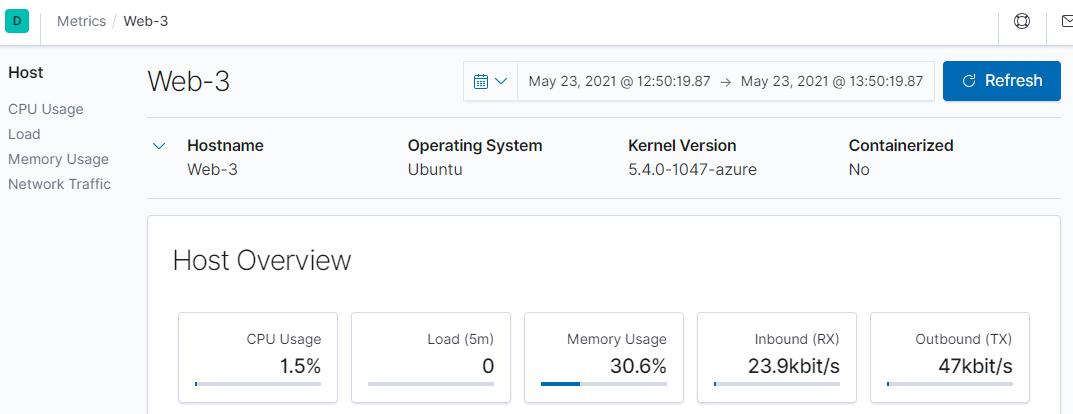 D Metrics / Web-3
Host
CPU Usage
Load
Memory Usage
Network Traffic
Web-3
May 23, 2021 @ 12:50:19.87 → May 23, 2021 @ 13:50:19.87
Refresh
Hostname Operating System Kernel Version Containerized
Web-3 Ubuntu 5.4.0-1047-azure No
Host Overview
CPU Usage Load (5m) Memory Usage Inbound (RX) Outbound (TX)
1.5% 0 30.6% 23.9kbit/s 47kbit/s